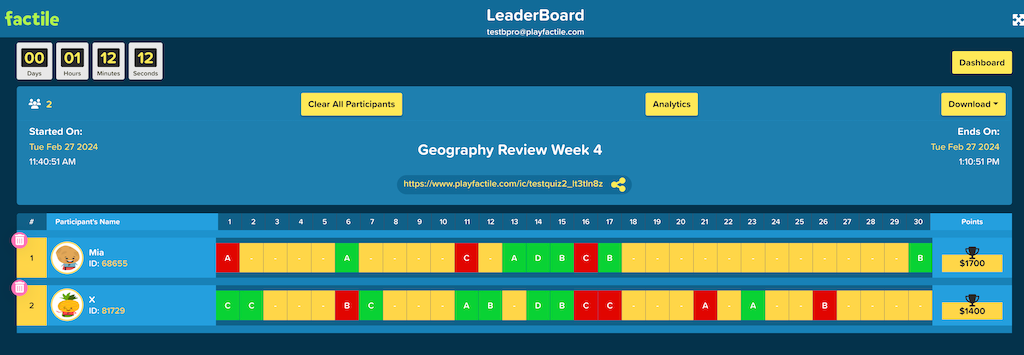 factile
LeaderBoard
testbpro@playfactile.com
00 01 12 12
Days Hours Minutes Seconds
Dashboard
2 Clear All Participants Analytics Download
Started On: Ends On:
Tue Feb 27 2024 Tue Feb 27 2024
11:40:51 AM 1:10:51 PM
Geography Review Week 4
https://www.playfactile.com/ic/testquiz2_lt3tln8z
# Participant's Name 1 2 3 4 5 6 7 8 9 10 11 12 13 14 15 16 17 18 19 20 21 22 23 24 25 26 27 28 29 30 Points
1 Mia A - - - - A - - - - C - A D B C B - - - - - - - - - - - - B $1700
ID: 68655
2 X C C - - - B C - - - A B - D B C C - - - A - A - - B - - - - $1400
ID: 81729